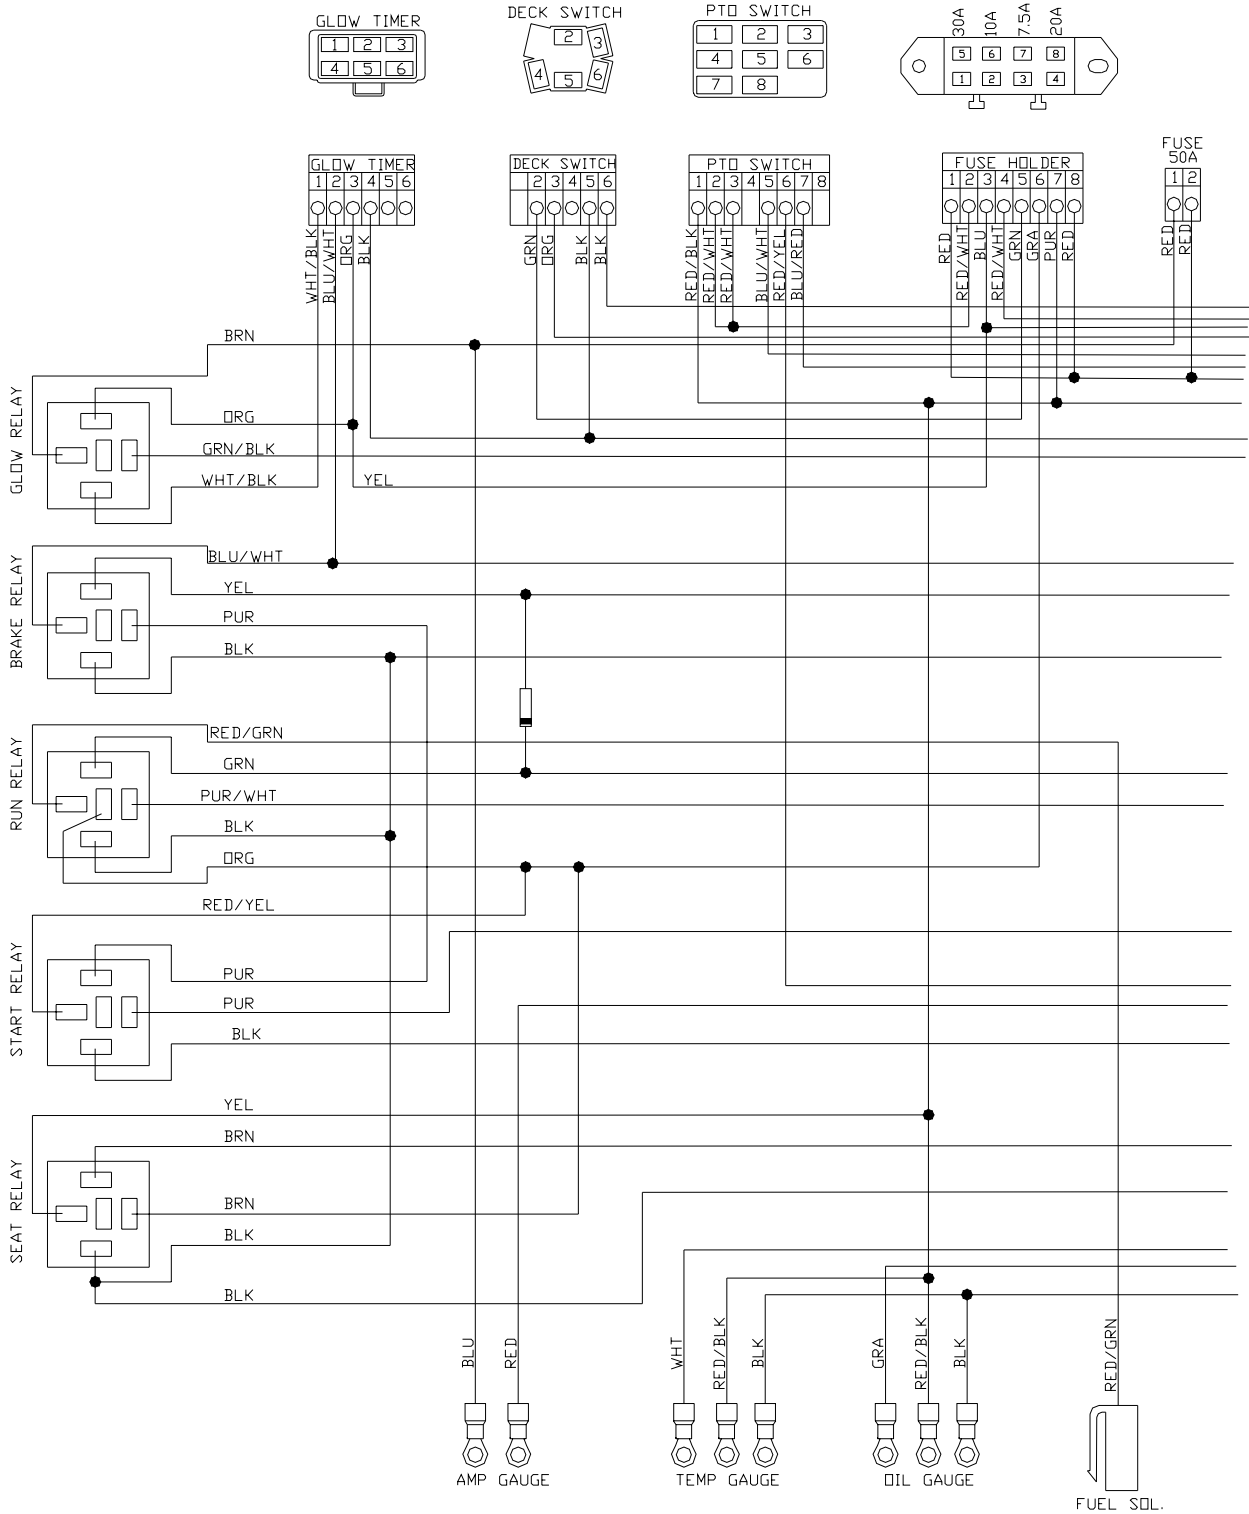 GLOW TIMER
1 2 3
4 5 6
DECK SWITCH
2 3
4 5 6
PTO SWITCH
1 2 3
4 5 6
7 8
30A 10A 7.5A 20A
5 6 7 8
1 2 3 4
GLOW TIMER
1 2 3 4 5 6
WHT/BLK
BLU/WHT
ORG
BLK
DECK SWITCH
2 3 4 5 6
GRN
ORG
BLK
BLK
PTO SWITCH
1 2 3 4 5 6 7 8
RED/BLK
RED/WHT
RED/WHT
BLU/WHT
RED/YEL
BLU/RED
FUSE HOLDER
1 2 3 4 5 6 7 8
RED
RED/WHT
BLU
RED/WHT
GRN
GRA
PUR
RED
FUSE
50A
1 2
RED
RED
GLOW RELAY
BRN
ORG
GRN/BLK
WHT/BLK
YEL
BRAKE RELAY
BLU/WHT
YEL
PUR
BLK
RUN RELAY
RED/GRN
GRN
PUR/WHT
BLK
ORG
START RELAY
RED/YEL
PUR
PUR
BLK
SEAT RELAY
YEL
BRN
BRN
BLK
BLK
BLU
RED
AMP GAUGE
WHT
RED/BLK
BLK
TEMP GAUGE
GRA
RED/BLK
BLK
OIL GAUGE
RED/GRN
FUEL SOL.